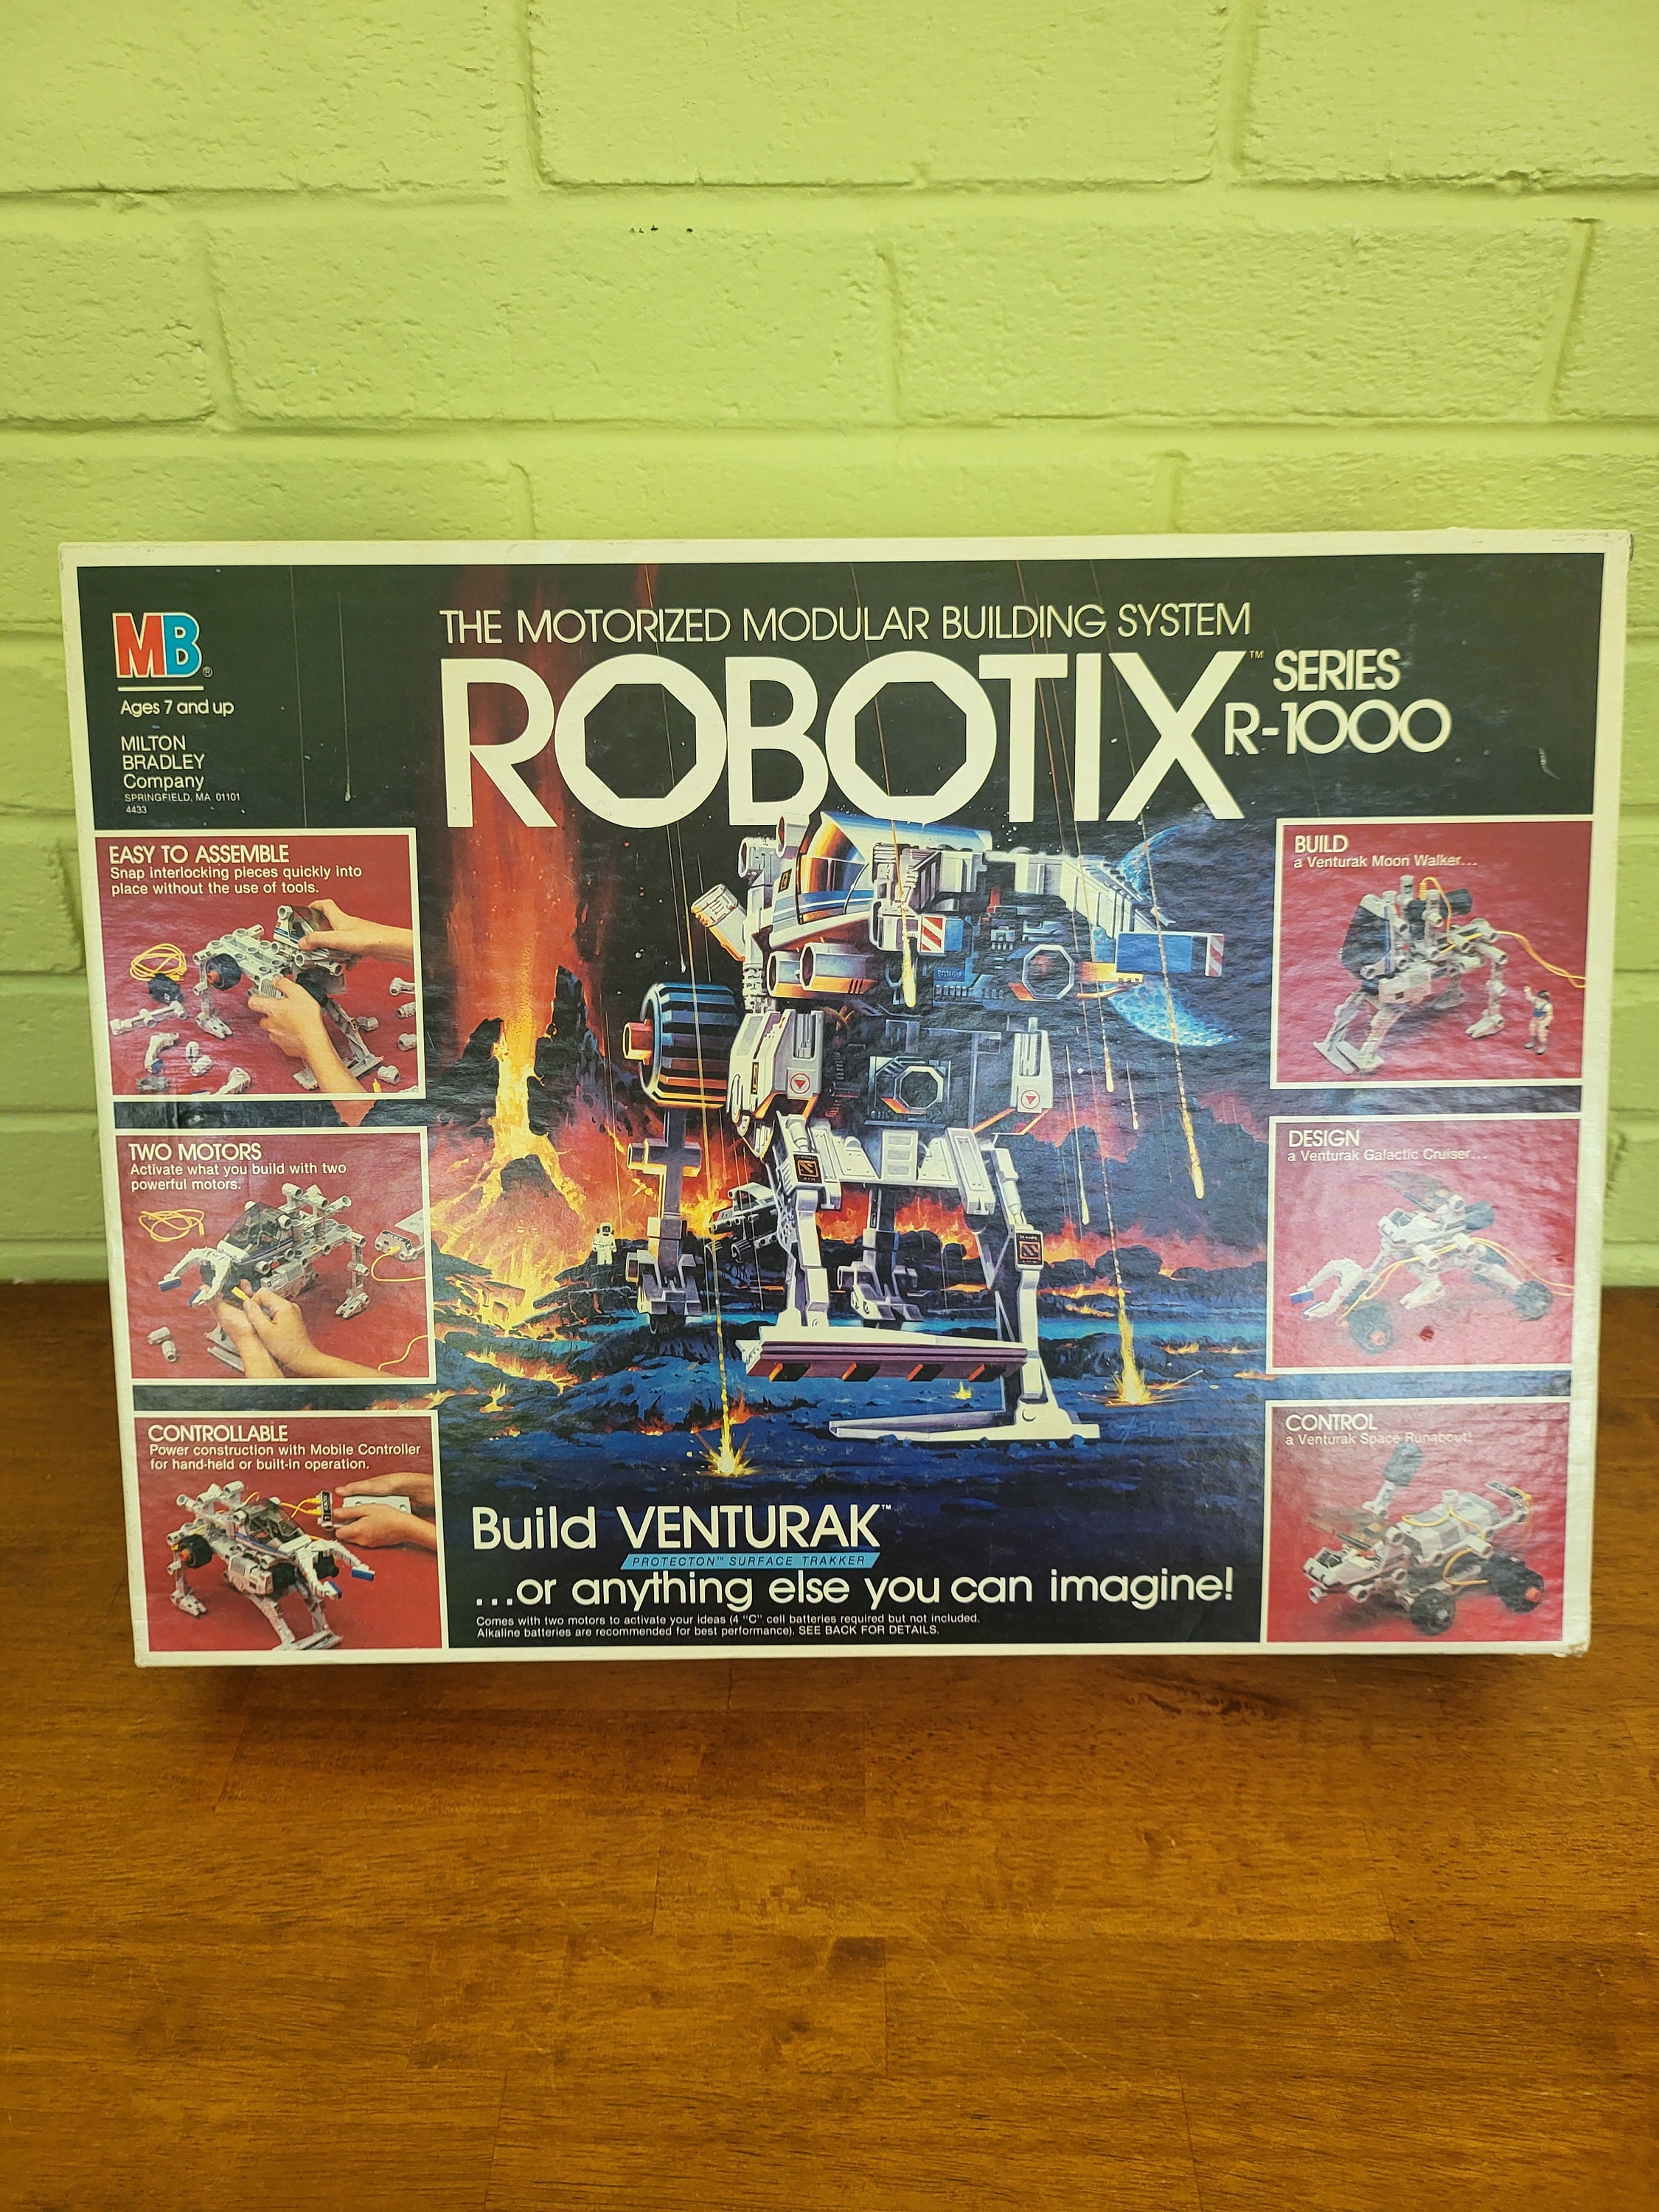 THE MOTORIZED MODULAR BUILDING SYSTEM
ROBOTIX™ SERIES
R-1000
MB®
Ages 7 and up
MILTON
BRADLEY
Company
SPRINGFIELD, MA 01101
4433
EASY TO ASSEMBLE
Snap interlocking pieces quickly into
place without the use of tools.
TWO MOTORS
Activate what you build with two
powerful motors.
CONTROLLABLE
Power construction with Mobile Controller
for hand-held or built-in operation.
BUILD
a Venturak Moon Walker...
DESIGN
a Venturak Galactic Cruiser...
CONTROL
a Venturak Space Runabout!
Build VENTURAK™
PROTECTON™ SURFACE TRAKKER
...or anything else you can imagine!
Comes with two motors to activate your ideas (4 "C" cell batteries required but not included.
Alkaline batteries are recommended for best performance). SEE BACK FOR DETAILS.